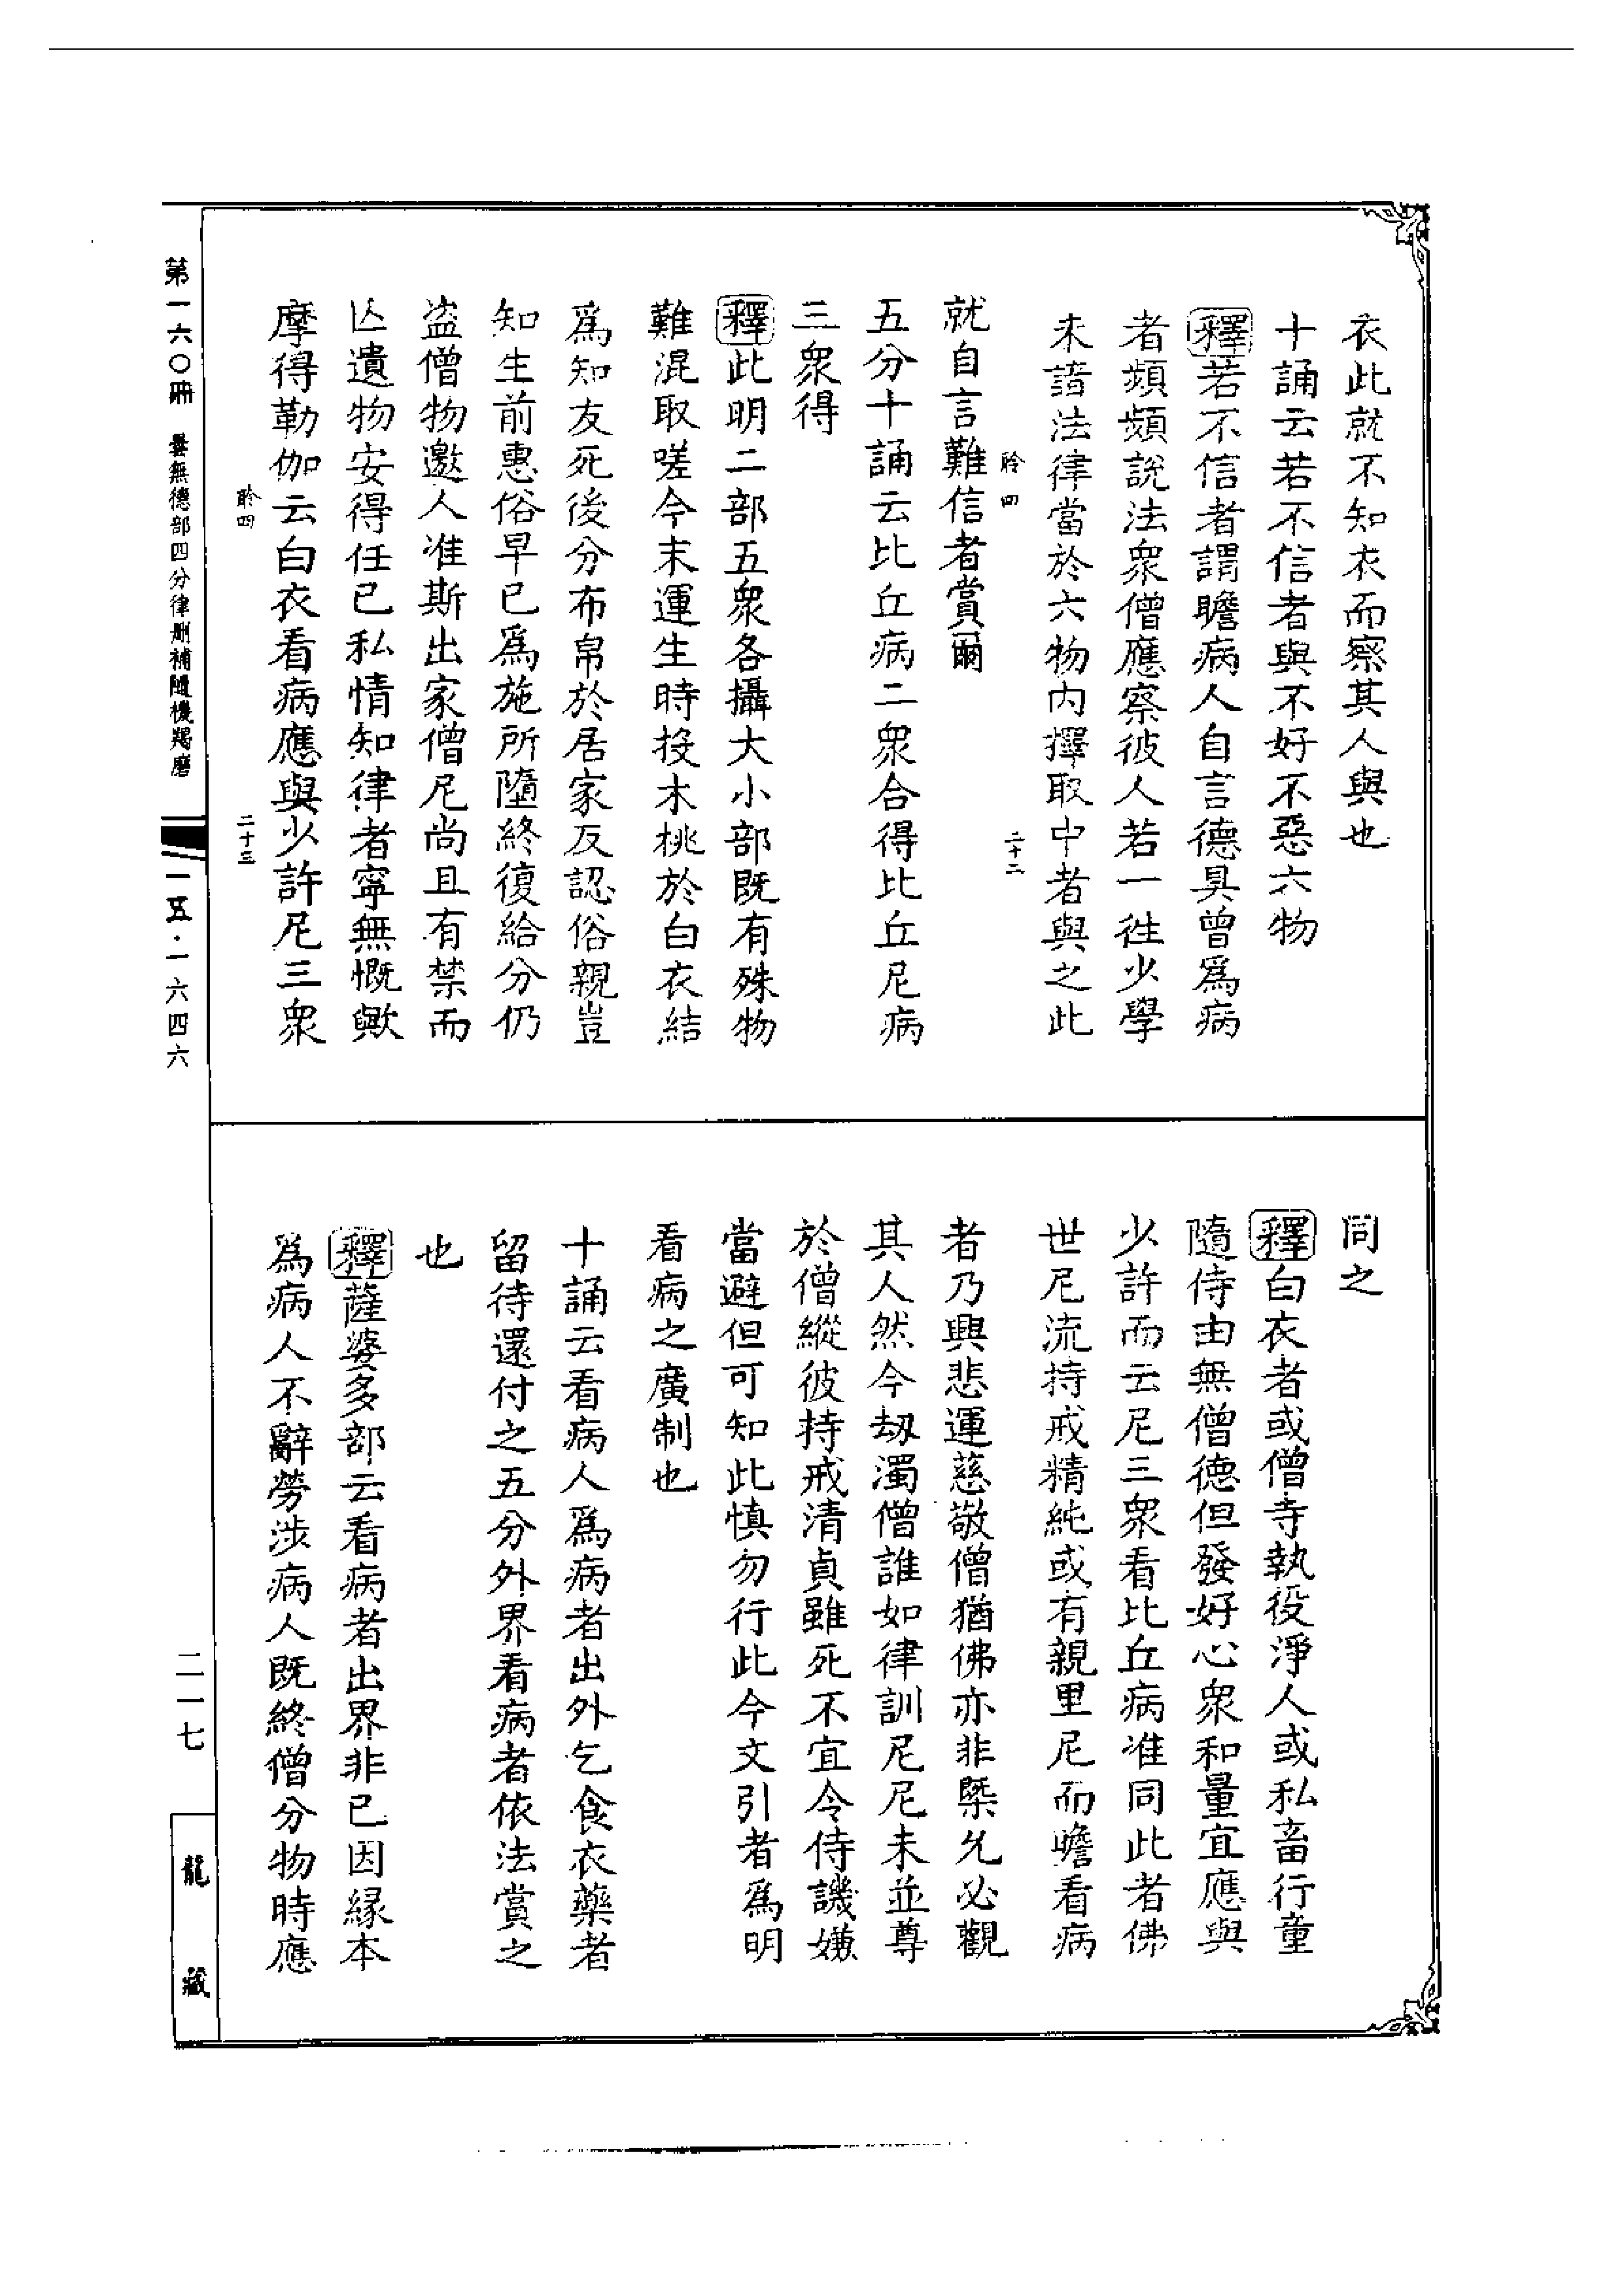 衣此就不知衣而察其人與也
十誦云若不信者與不好不惡六物
釋若不信者謂瞻病人自言德具曾爲病
者頻頻說法衆僧應察彼人若一徃少學
未諳法律當於六物內擇取中者與之此
聆四 二十二
就自言難信者賞爾
五分十誦云比丘病二衆合得比丘尼病
三衆得
釋此明二部五衆各攝大小部既有殊物
難混取嗟今末運生時投木桃於白衣結
爲知友死後分布帛於居家反認俗親豈
知生前惠俗早已爲施所墮終復給分仍
盜僧物邀人准斯出家僧尼尚且有禁而
亾遺物安得任已私情知律者寧無慨歟
摩得勒伽云白衣看病應與少許尼三衆
聆四 二十三
同之
釋白衣者或僧寺執役淨人或私畜行童
隨侍由無僧德但發好心衆和量宜應與
少許而云尼三衆看比丘病准同此者佛
世尼流持戒精純或有親里尼而瞻看病
者乃興悲運慈敬僧猶佛亦非槩允必觀
其人然今刼濁僧誰如律訓尼尼未並尊
於僧縱彼持戒清貞雖死不宜令侍譏嫌
當避但可知此慎勿行此今文引者爲明
看病之廣制也
十誦云看病人爲病者出外乞食衣藥者
留待還付之五分外界看病者依法賞之
也
釋薩婆多部云看病者出界非已因緣本
爲病人不辭勞涉病人既終僧分物時應
第一六〇冊 曇無德部四分律刪補隨機羯磨
一五·一六四六
二一七
龍藏